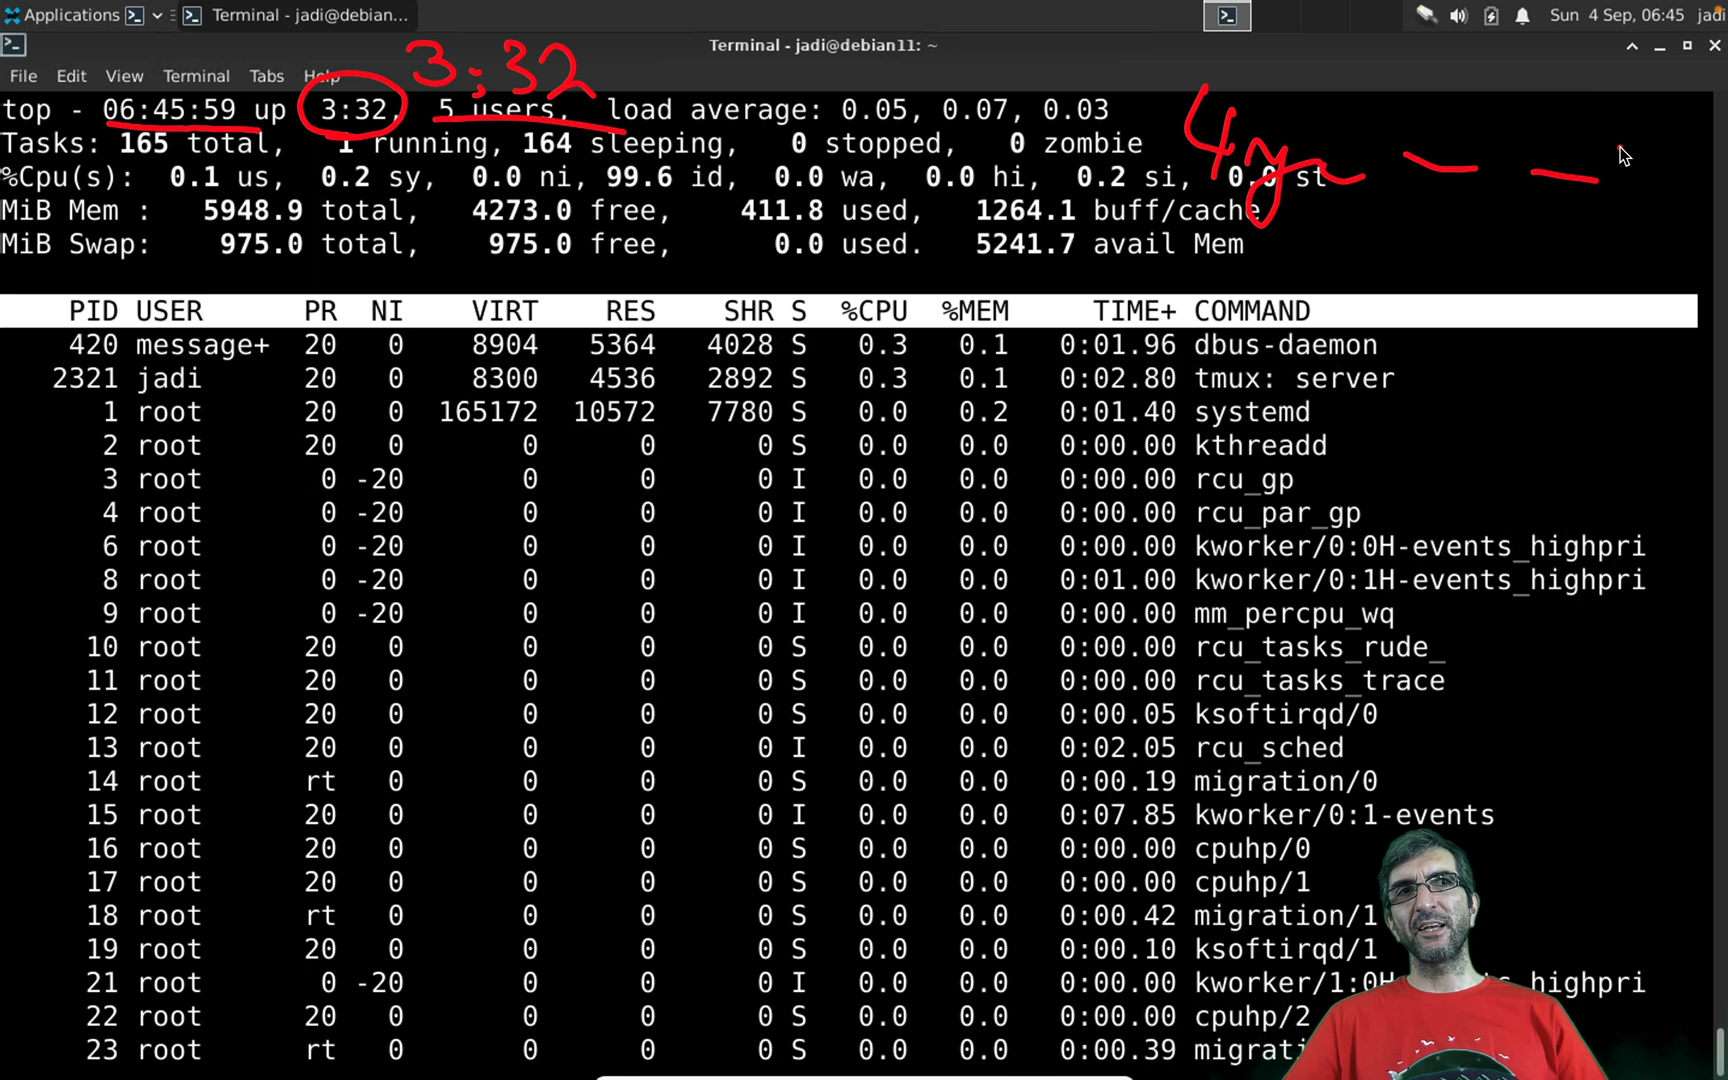 Applications Terminal - jadi@debian... Sun 4 Sep, 06:45 jadi
Terminal - jadi@debian11: ~
File Edit View Terminal Tabs Help
3:32
top - 06:45:59 up 3:32, 5 users, load average: 0.05, 0.07, 0.03
4y
Tasks: 165 total, 1 running, 164 sleeping, 0 stopped, 0 zombie
%Cpu(s): 0.1 us, 0.2 sy, 0.0 ni, 99.6 id, 0.0 wa, 0.0 hi, 0.2 si, 0.0 st
MiB Mem : 5948.9 total, 4273.0 free, 411.8 used, 1264.1 buff/cache
MiB Swap: 975.0 total, 975.0 free, 0.0 used. 5241.7 avail Mem
PID USER PR NI VIRT RES SHR S %CPU %MEM TIME+ COMMAND
420 message+ 20 0 8904 5364 4028 S 0.3 0.1 0:01.96 dbus-daemon
2321 jadi 20 0 8300 4536 2892 S 0.3 0.1 0:02.80 tmux: server
1 root 20 0 165172 10572 7780 S 0.0 0.2 0:01.40 systemd
2 root 20 0 0 0 0 S 0.0 0.0 0:00.00 kthreadd
3 root 0 -20 0 0 0 I 0.0 0.0 0:00.00 rcu_gp
4 root 0 -20 0 0 0 I 0.0 0.0 0:00.00 rcu_par_gp
6 root 0 -20 0 0 0 I 0.0 0.0 0:00.00 kworker/0:0H-events_highpri
8 root 0 -20 0 0 0 I 0.0 0.0 0:01.00 kworker/0:1H-events_highpri
9 root 0 -20 0 0 0 I 0.0 0.0 0:00.00 mm_percpu_wq
10 root 20 0 0 0 0 S 0.0 0.0 0:00.00 rcu_tasks_rude_
11 root 20 0 0 0 0 S 0.0 0.0 0:00.00 rcu_tasks_trace
12 root 20 0 0 0 0 S 0.0 0.0 0:00.05 ksoftirqd/0
13 root 20 0 0 0 0 I 0.0 0.0 0:02.05 rcu_sched
14 root rt 0 0 0 0 S 0.0 0.0 0:00.19 migration/0
15 root 20 0 0 0 0 I 0.0 0.0 0:07.85 kworker/0:1-events
16 root 20 0 0 0 0 S 0.0 0.0 0:00.00 cpuhp/0
17 root 20 0 0 0 0 S 0.0 0.0 0:00.00 cpuhp/1
18 root rt 0 0 0 0 S 0.0 0.0 0:00.42 migration/1
19 root 20 0 0 0 0 S 0.0 0.0 0:00.10 ksoftirqd/1
21 root 0 -20 0 0 0 I 0.0 0.0 0:00.00 kworker/1:0H highpri
22 root 20 0 0 0 0 S 0.0 0.0 0:00.00 cpuhp/2
23 root rt 0 0 0 0 S 0.0 0.0 0:00.39 migrati